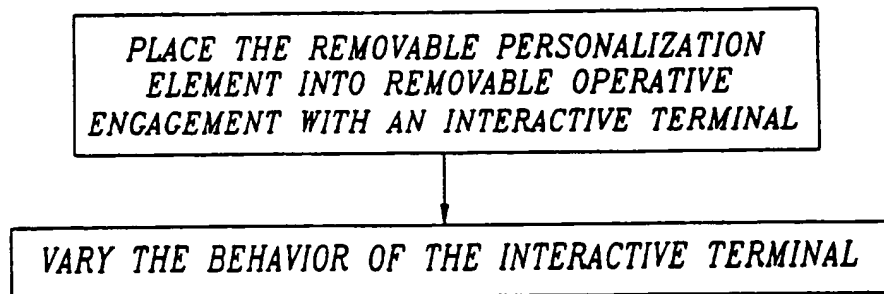 PLACE THE REMOVABLE PERSONALIZATION
ELEMENT INTO REMOVABLE OPERATIVE
ENGAGEMENT WITH AN INTERACTIVE TERMINAL
VARY THE BEHAVIOR OF THE INTERACTIVE TERMINAL